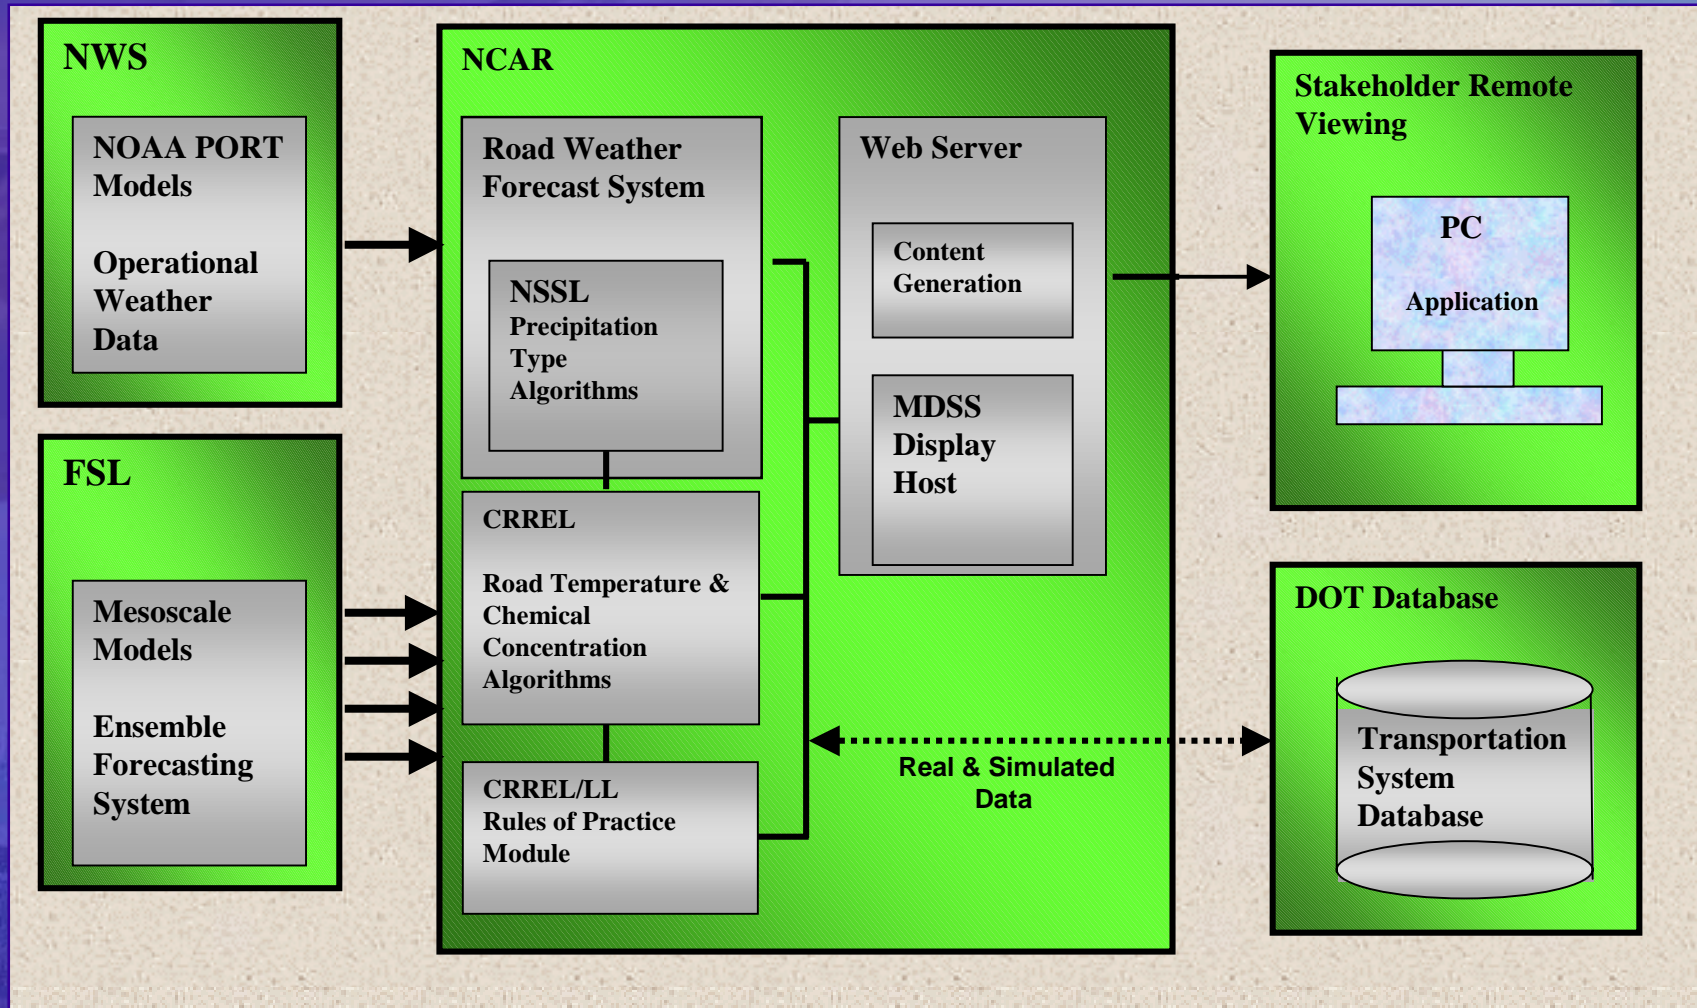 NWS
NOAA PORT
Models
Operational
Weather
Data
FSL
Mesoscale
Models
Ensemble
Forecasting
System
NCAR
Road Weather
Forecast System
NSSL
Precipitation
Type
Algorithms
CRREL
Road Temperature &
Chemical
Concentration
Algorithms
CRREL/LL
Rules of Practice
Module
Web Server
Content
Generation
MDSS
Display
Host
Real & Simulated
Data
Stakeholder Remote
Viewing
PC
Application
DOT Database
Transportation
System
Database